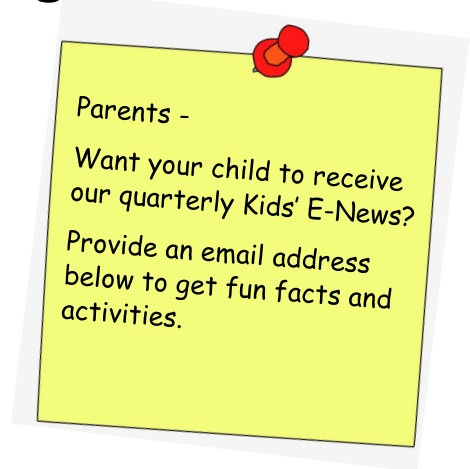 Parents -
Want your child to receive
our quarterly Kids' E-News?
Provide an email address
below to get fun facts and
activities.